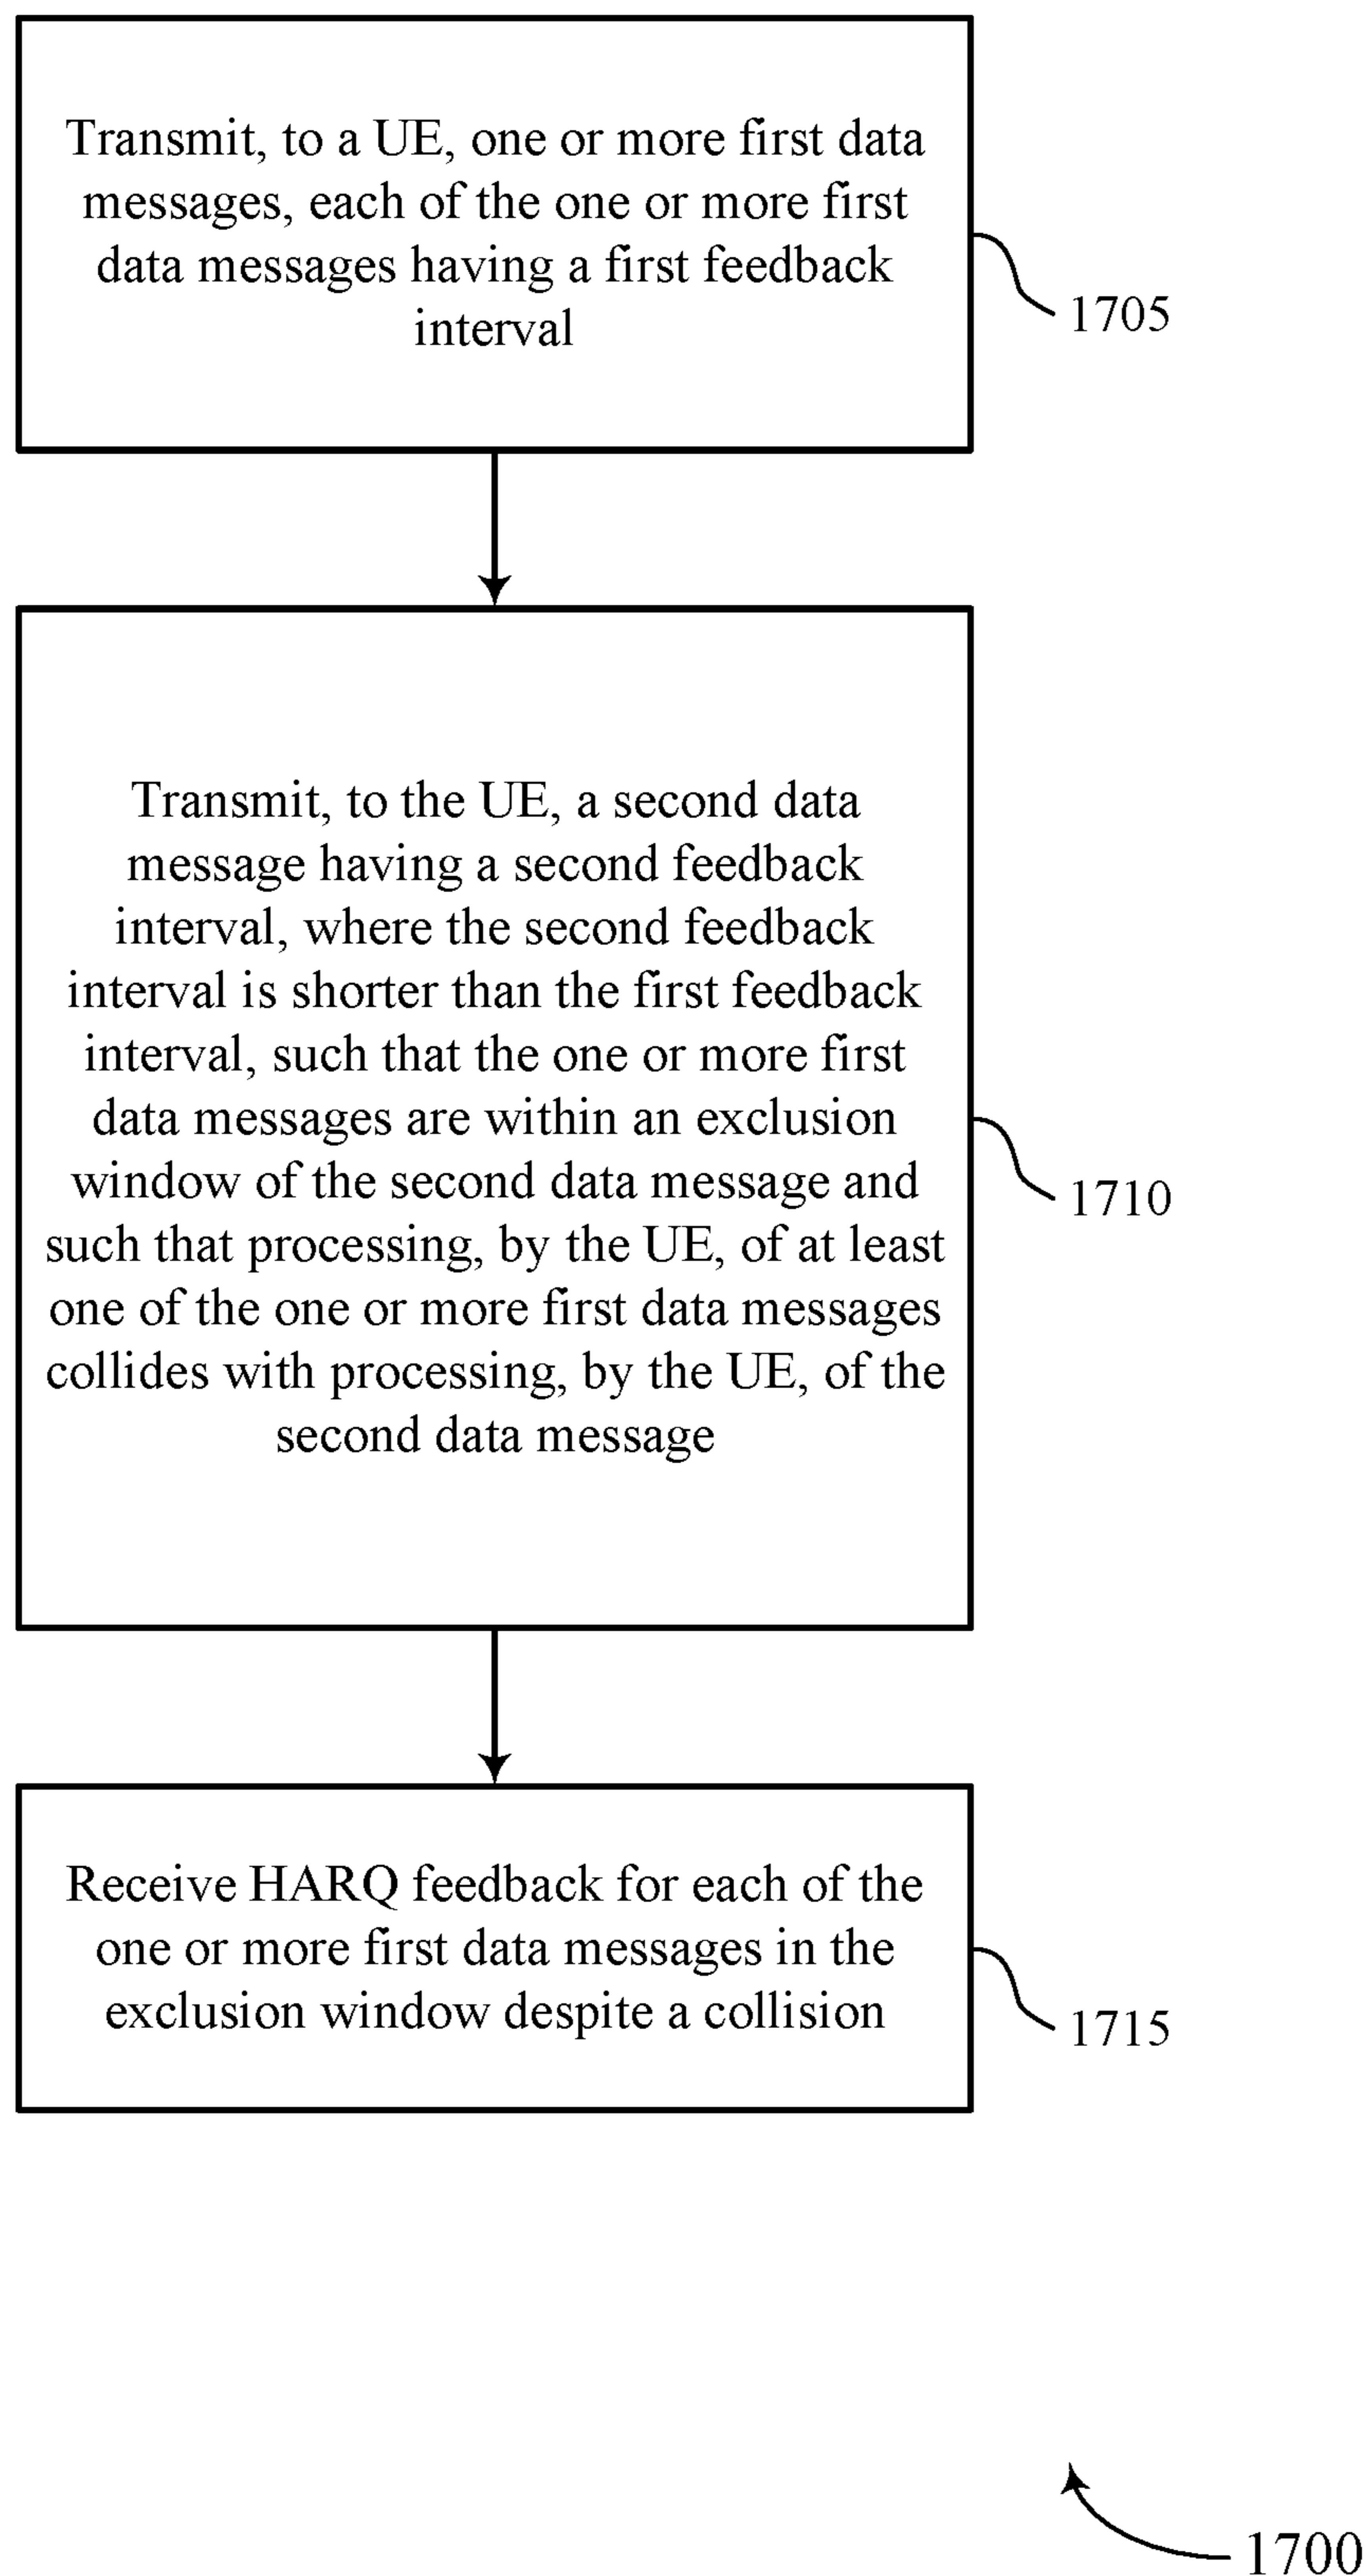 Transmit, to a UE, one or more first data
messages, each of the one or more first
data messages having a first feedback
interval
1705
Transmit, to the UE, a second data
message having a second feedback
interval, where the second feedback
interval is shorter than the first feedback
interval, such that the one or more first
data messages are within an exclusion
window of the second data message and
such that processing, by the UE, of at least
one of the one or more first data messages
collides with processing, by the UE, of the
second data message
1710
Receive HARQ feedback for each of the
one or more first data messages in the
exclusion window despite a collision
1715
1700